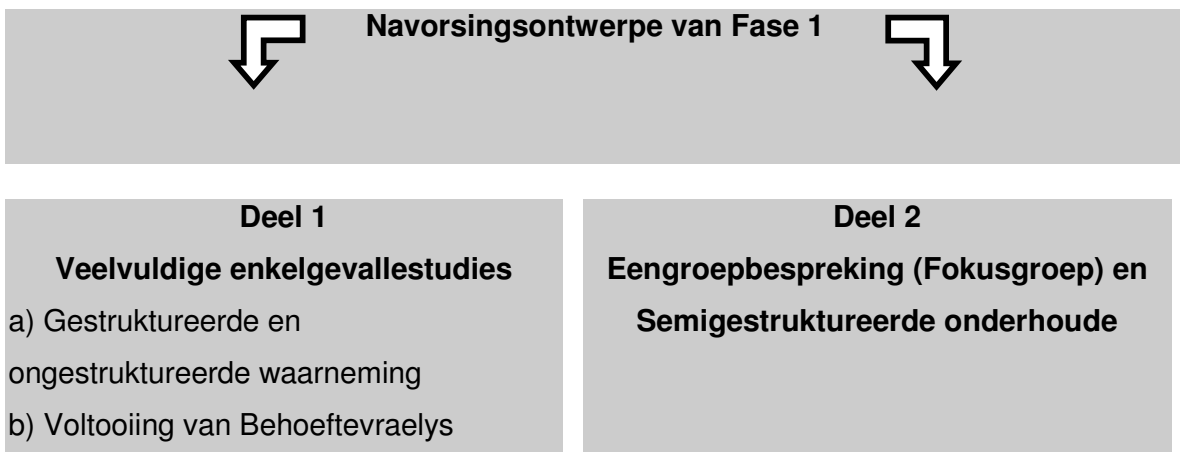 Navorsingsontwerpe van Fase 1
Deel 1
Veelvuldige enkelgevallestudies
a) Gestruktureerde en
ongestruktureerde waarneming
b) Voltooiing van Behoeftevraelys
Deel 2
Eengroepbespreking (Fokusgroep) en
Semigestruktureerde onderhoude